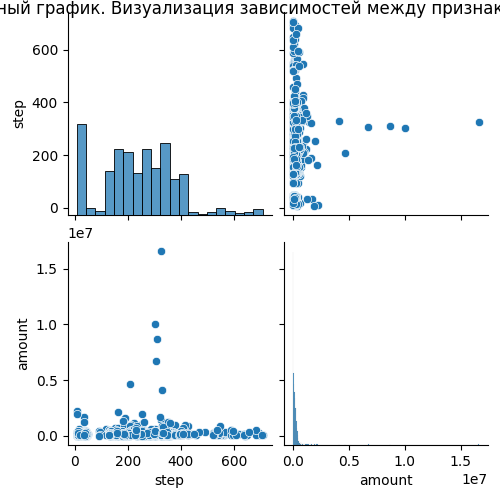 ный график. Визуализация зависимостей между признак
600
400
200
0
step
1e7
1.5
1.0
0.5
0.0
amount
0 200 400 600
step
0.0 0.5 1.0 1.5
1e7
amount